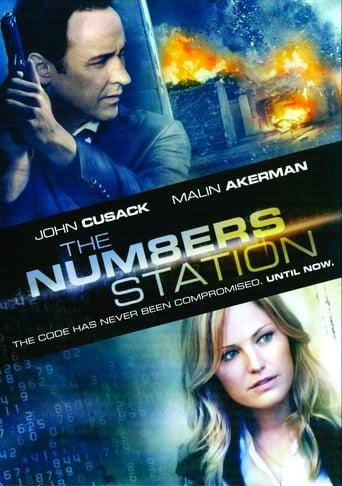 JOHN CUSACK
MALIN AKERMAN
THE
NUM8ERS
STATION
THE CODE HAS NEVER BEEN COMPROMISED. UNTIL NOW.